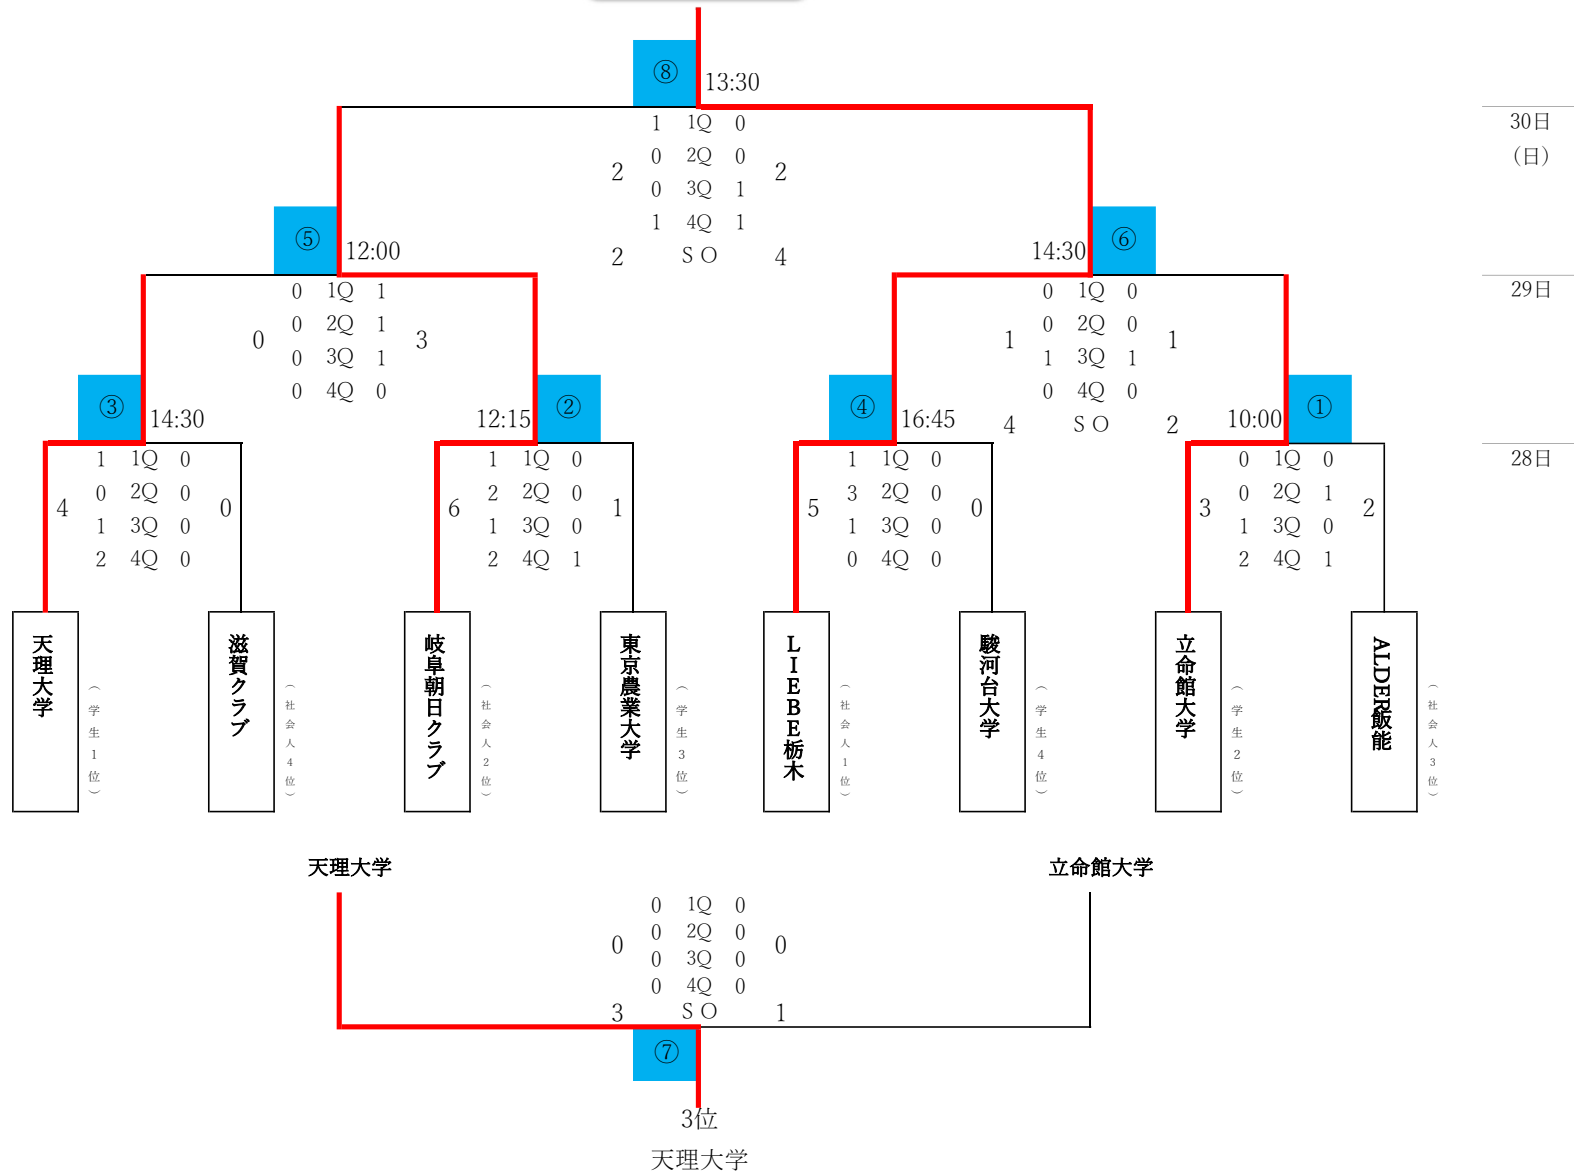 ⑧
13:30
1 1Q 0
0 2Q 0
2 2
0 3Q 1
1 4Q 1
2 SO 4
30日
（日）
⑤
12:00
0 1Q 1
0 2Q 1
0 3
0 3Q 1
0 4Q 0
14:30
⑥
0 1Q 0
0 2Q 0
1 1
1 3Q 1
0 4Q 0
4 SO 2
29日
③
14:30
1 1Q 0
0 2Q 0
4 0
1 3Q 0
2 4Q 0
12:15
②
1 1Q 0
2 2Q 0
6 1
1 3Q 0
2 4Q 1
④
16:45
1 1Q 0
3 2Q 0
5 0
1 3Q 0
0 4Q 0
10:00
①
0 1Q 0
0 2Q 1
3 2
1 3Q 0
2 4Q 1
28日
天理大学
（学生1位）
滋賀クラブ
（社会人4位）
岐阜朝日クラブ
（社会人2位）
東京農業大学
（学生3位）
LIEBE栃木
（社会人1位）
駿河台大学
（学生4位）
立命館大学
（学生2位）
ALDER飯能
（社会人3位）
天理大学
立命館大学
0 1Q 0
0 2Q 0
0 0
0 3Q 0
0 4Q 0
3 SO 1
⑦
3位
天理大学